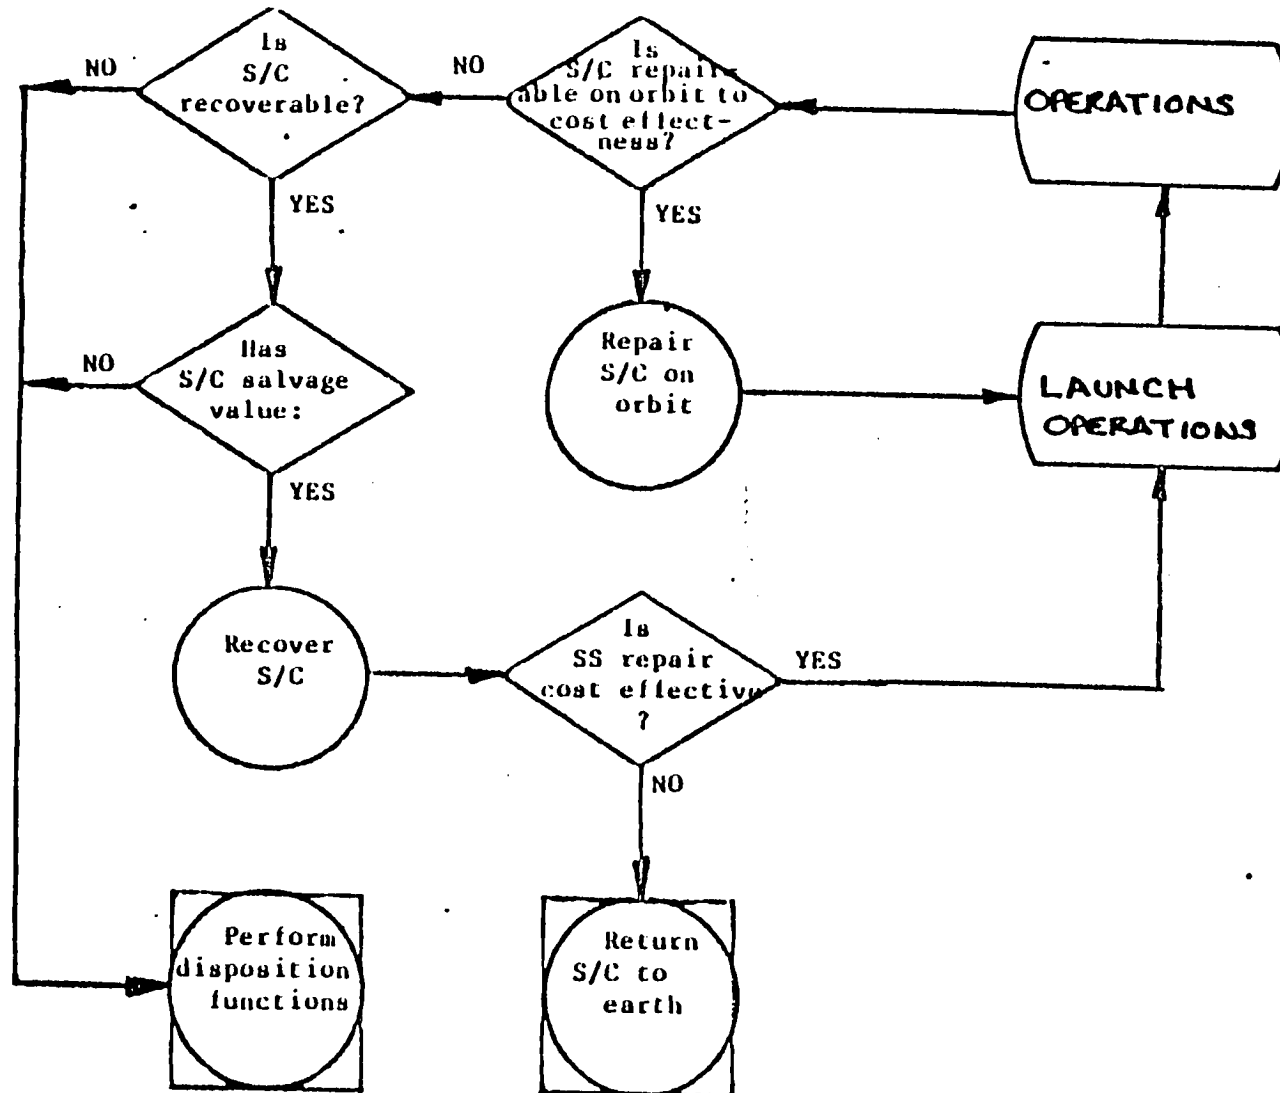 Is
S/C
recoverable?
NO
YES
Is
S/C repair-
able on orbit to
cost effect-
ness?
NO
YES
OPERATIONS
Has
S/C salvage
value:
NO
YES
Repair
S/C on
orbit
LAUNCH
OPERATIONS
Recover
S/C
Is
SS repair
cost effective
?
YES
NO
Perform
disposition
functions
Return
S/C to
earth